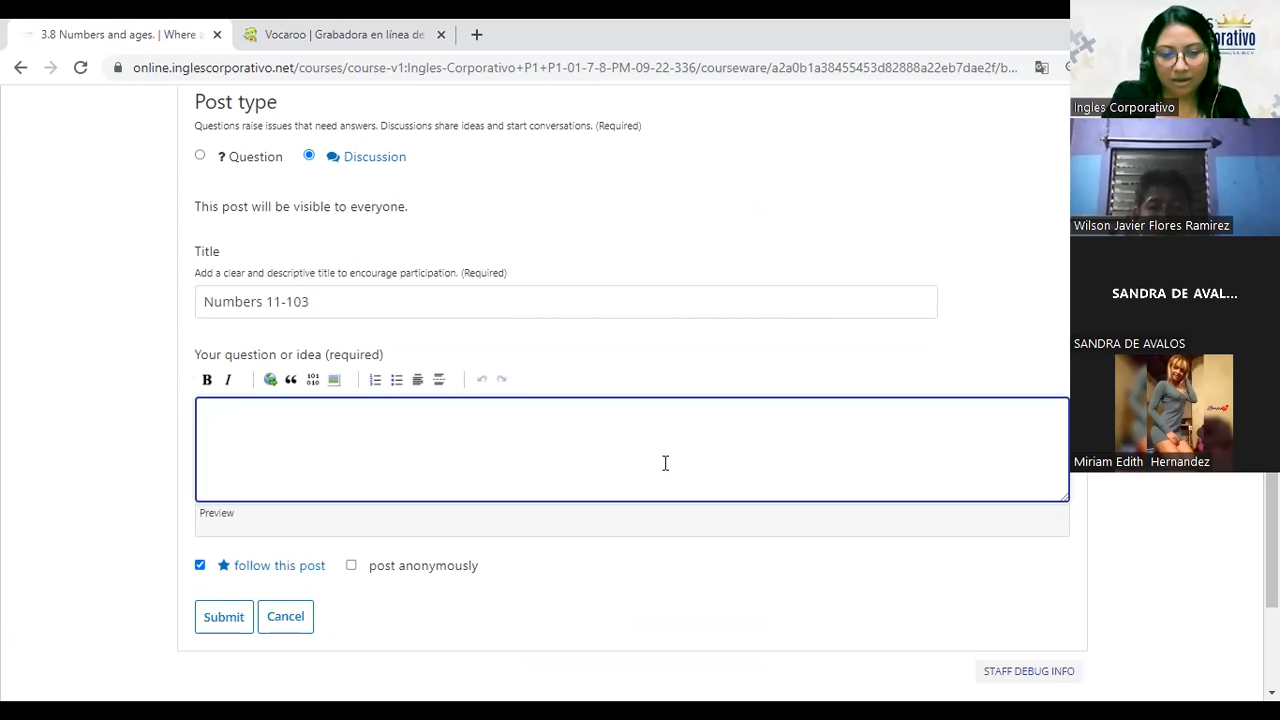 3.8 Numbers and ages. | Where a
Vocaroo | Grabadora en línea de
online.inglescorporativo.net/courses/course-v1:Ingles-Corporativo+P1+P1-01-7-8-PM-09-22-336/courseware/a2a0b1a38455453d82888a22eb7dae2f/b...
Post type
Questions raise issues that need answers. Discussions share ideas and start conversations. (Required)
? Question
Discussion
This post will be visible to everyone.
Title
Add a clear and descriptive title to encourage participation. (Required)
Numbers 11-103
Your question or idea (required)
B I
Preview
follow this post
post anonymously
Submit
Cancel
STAFF DEBUG INFO
Ingles Corporativo
Wilson Javier Flores Ramirez
SANDRA DE AVAL...
SANDRA DE AVALOS
Miriam Edith Hernandez